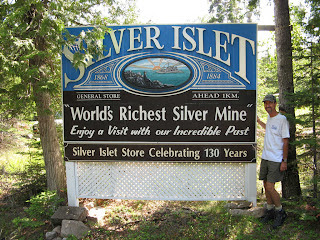 SILVER ISLET
1868 1884
GENERAL STORE AHEAD 1KM.
"World's Richest Silver Mine"
Enjoy a Visit with our Incredible Past
Silver Islet Store Celebrating 130 Years